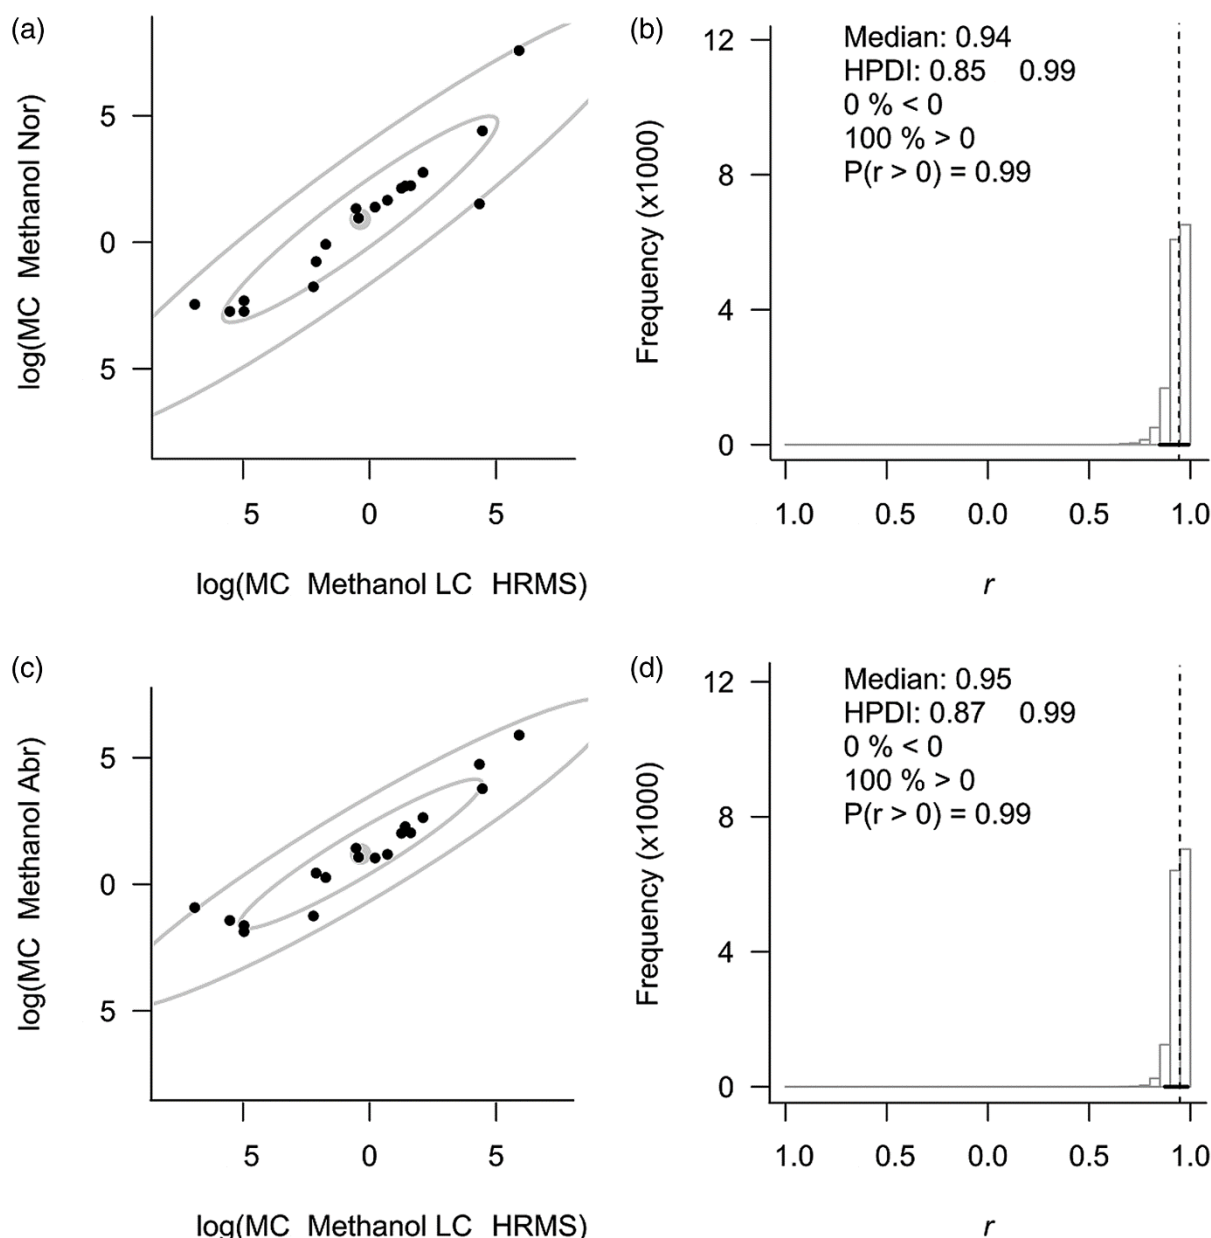 (a)
log(MC Methanol Nor)
5
0
5
5 0 5
log(MC Methanol LC HRMS)
(b)
Median: 0.94
HPDI: 0.85 0.99
0 % < 0
100 % > 0
P(r > 0) = 0.99
Frequency (x1000)
12
8
4
0
1.0 0.5 0.0 0.5 1.0
r
(c)
log(MC Methanol Abr)
5
0
5
5 0 5
log(MC Methanol LC HRMS)
(d)
Median: 0.95
HPDI: 0.87 0.99
0 % < 0
100 % > 0
P(r > 0) = 0.99
Frequency (x1000)
12
8
4
0
1.0 0.5 0.0 0.5 1.0
r